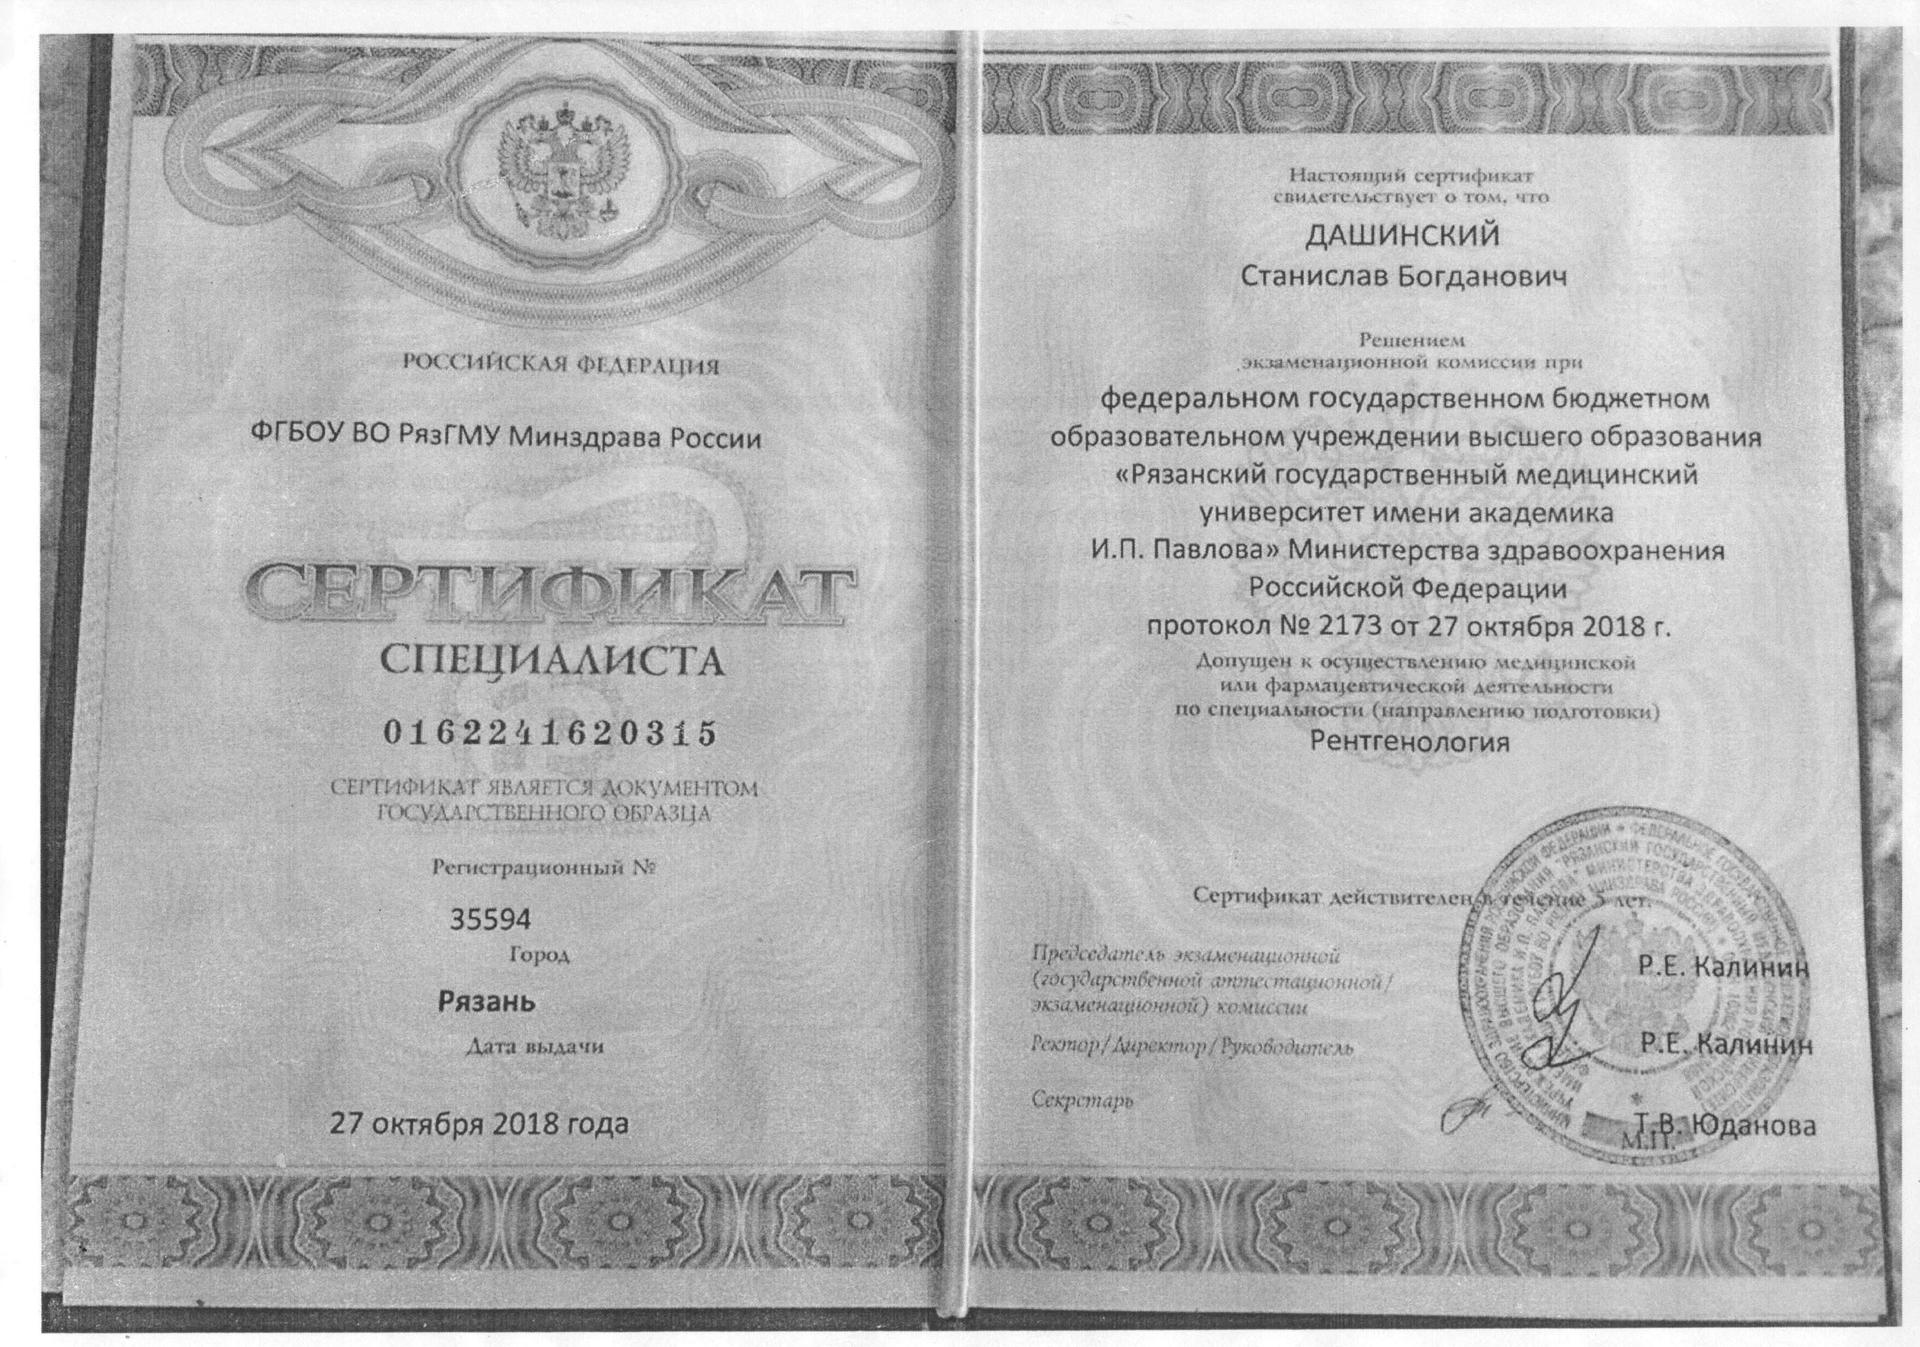 РОССИЙСКАЯ ФЕДЕРАЦИЯ
ФГБОУ ВО РязГМУ Минздрава России
СЕРТИФИКАТ
СПЕЦИАЛИСТА
0162241620315
СЕРТИФИКАТ ЯВЛЯЕТСЯ ДОКУМЕНТОМ
ГОСУДАРСТВЕННОГО ОБРАЗЦА
Регистрационный №
35594
Город
Рязань
Дата выдачи
27 октября 2018 года
Настоящий сертификат
свидетельствует о том, что
ДАШИНСКИЙ
Станислав Богданович
Решением
экзаменационной комиссии при
федеральном государственном бюджетном
образовательном учреждении высшего образования
«Рязанский государственный медицинский
университет имени академика
И.П. Павлова» Министерства здравоохранения
Российской Федерации
протокол № 2173 от 27 октября 2018 г.
Допущен к осуществлению медицинской
или фармацевтической деятельности
по специальности (направлению подготовки)
Рентгенология
Сертификат действителен в течение 5 лет.
Председатель экзаменационной
(государственной аттестационной/
экзаменационной) комиссии
Р.Е. Калинин
Ректор/Директор/Руководитель
Р.Е. Калинин
Секретарь
Т.В. Юданова
М.П.